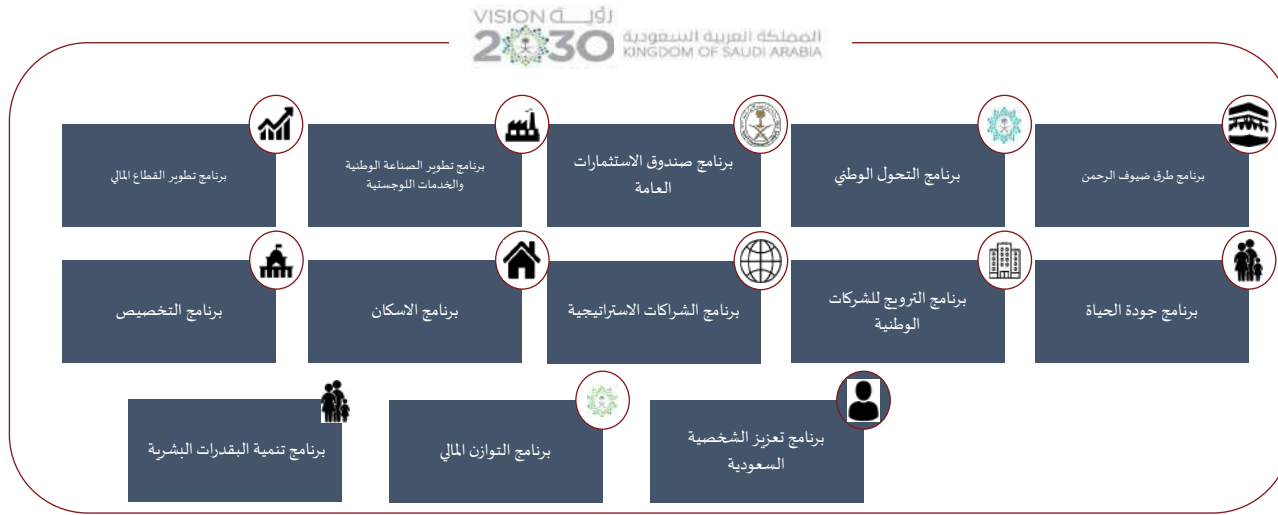 VISION رؤيـــة
2030
المملكة العربية السعودية
KINGDOM OF SAUDI ARABIA
برنامج طرق ضيوف الرحمن
برنامج التحول الوطني
برنامج صندوق الاستثمارات
العامة
برنامج تطوير الصناعة الوطنية
والخدمات اللوجستية
برنامج تطوير القطاع المالي
برنامج جودة الحياة
برنامج الترويج للشركات
الوطنية
برنامج الشراكات الاستراتيجية
برنامج الاسكان
برنامج التخصيص
برنامج تعزيز الشخصية
السعودية
برنامج التوازن المالي
برنامج تنمية البقدرات البشرية